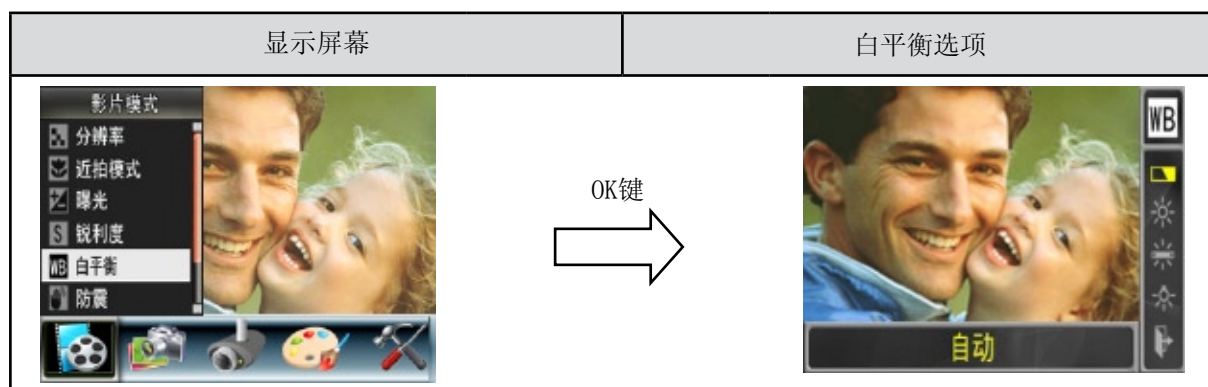 显示屏幕
白平衡选项
影片模式
分辨率
近拍模式
曝光
S 锐利度
WB 白平衡
防震
OK键
WB
自动